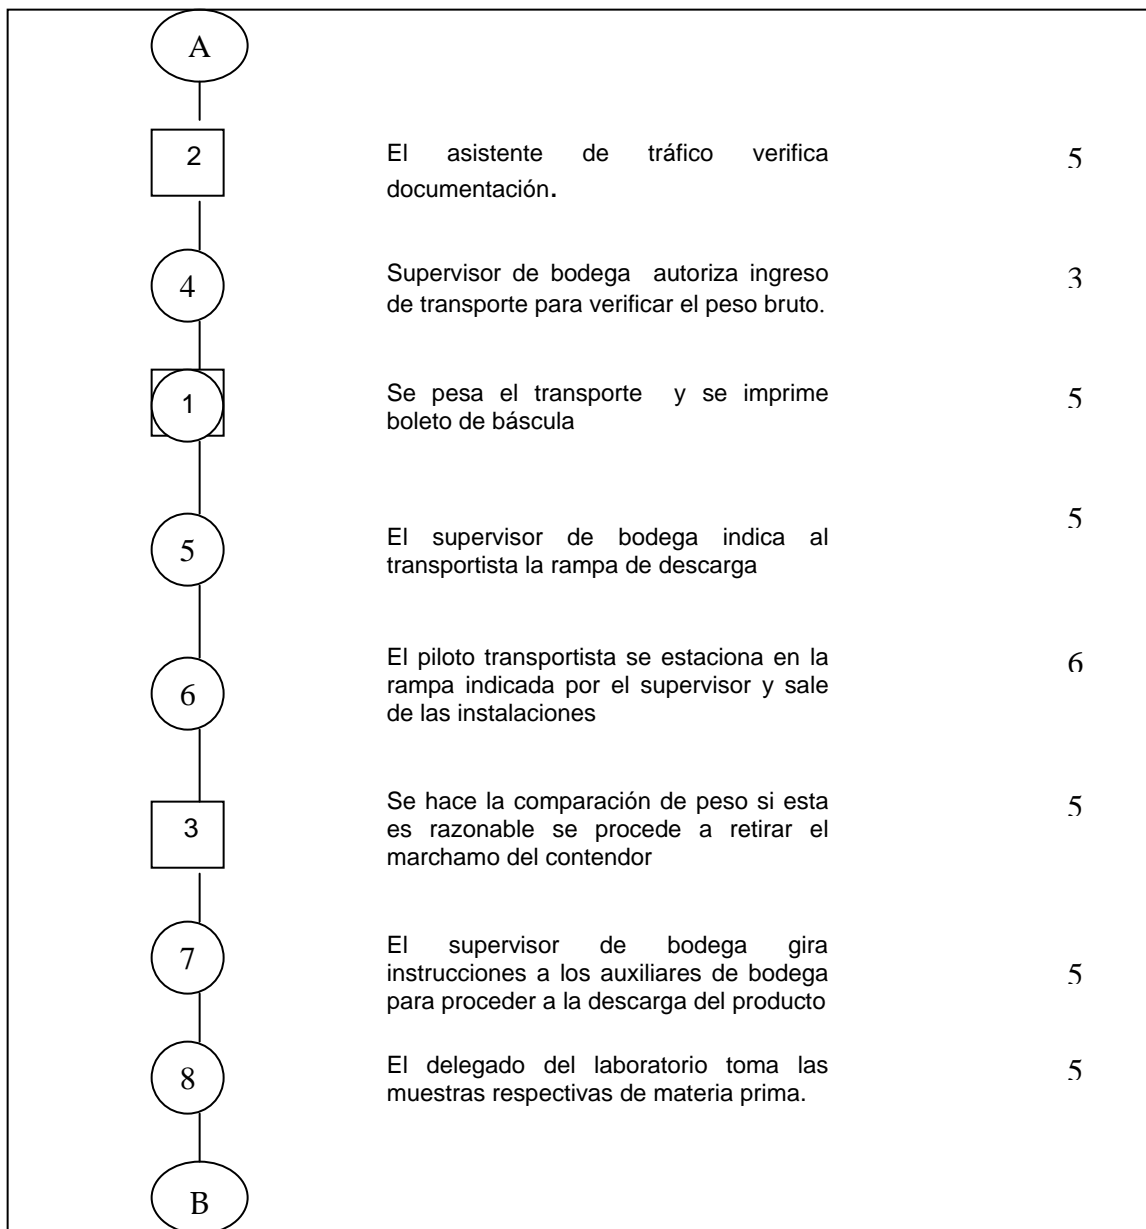 A
2
El asistente de tráfico verifica
documentación.
5
4
Supervisor de bodega autoriza ingreso
de transporte para verificar el peso bruto.
3
1
Se pesa el transporte y se imprime
boleto de báscula
5
5
El supervisor de bodega indica al
transportista la rampa de descarga
5
6
El piloto transportista se estaciona en la
rampa indicada por el supervisor y sale
de las instalaciones
6
3
Se hace la comparación de peso si esta
es razonable se procede a retirar el
marchamo del contendor
5
7
El supervisor de bodega gira
instrucciones a los auxiliares de bodega
para proceder a la descarga del producto
5
8
El delegado del laboratorio toma las
muestras respectivas de materia prima.
5
B